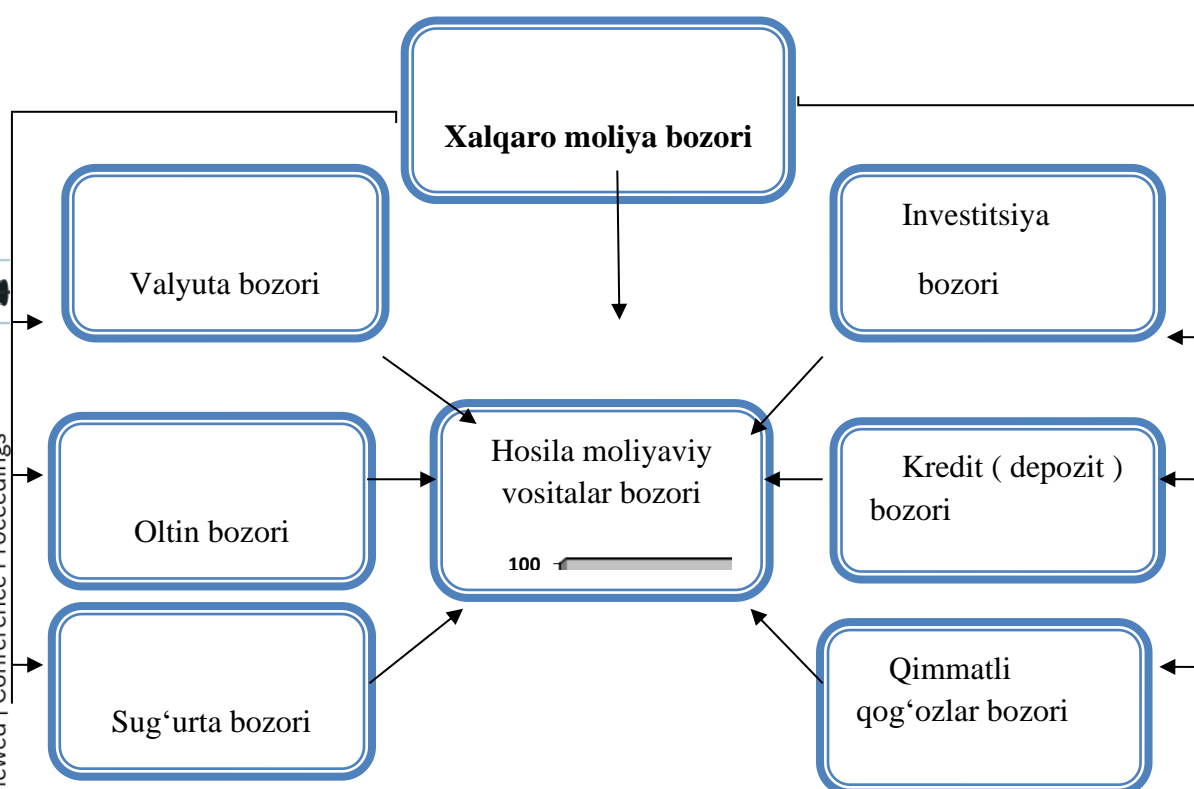 Xalqaro moliya bozori
Valyuta bozori
Investitsiya
bozori
Oltin bozori
Hosila moliyaviy
vositalar bozori
100
Kredit ( depozit )
bozori
Sug‘urta bozori
Qimmatli
qog‘ozlar bozori